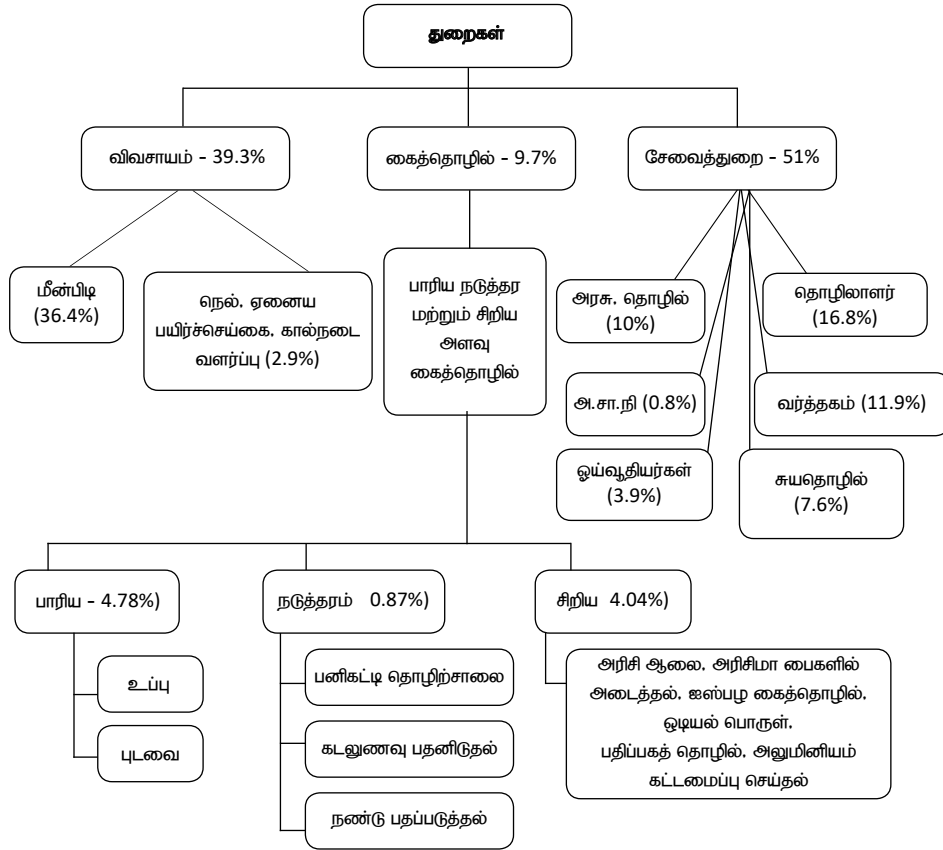 துறைகள்
விவசாயம் - 39.3%
கைத்தொழில் - 9.7%
சேவைத்துறை - 51%
மீன்பிடி
(36.4%)
நெல், ஏனைய
பயிர்ச்செய்கை, கால்நடை
வளர்ப்பு (2.9%)
பாரிய நடுத்தர
மற்றும் சிறிய
அளவு
கைத்தொழில்
அரசு. தொழில்
(10%)
தொழிலாளர்
(16.8%)
அ.சா.நி (0.8%)
வர்த்தகம் (11.9%)
ஓய்வூதியர்கள்
(3.9%)
சுயதொழில்
(7.6%)
பாரிய - 4.78%)
நடுத்தரம் 0.87%)
சிறிய 4.04%)
உப்பு
புடவை
பனிகட்டி தொழிற்சாலை
கடலுணவு பதனிடுதல்
நண்டு பதப்படுத்தல்
அரிசி ஆலை, அரிசிமா பைகளில்
அடைத்தல், ஐஸ்பழ கைத்தொழில்,
ஒடியல் பொருள்,
பதிப்பகத் தொழில், அலுமினியம்
கட்டமைப்பு செய்தல்